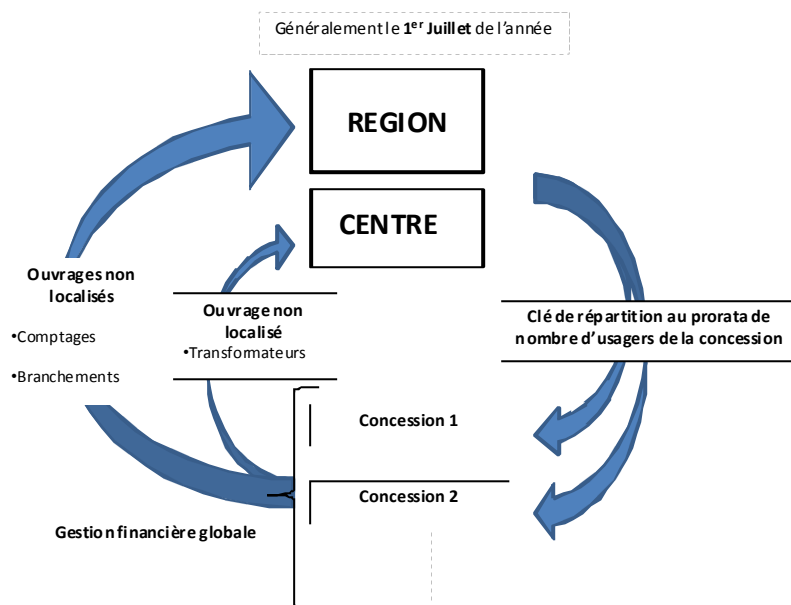 Généralement le 1er Juillet de l'année
REGION
CENTRE
Ouvrages non
localisés
•Comptages
•Branchements
Ouvrage non
localisé
•Transformateurs
Clé de répartition au prorata de
nombre d'usagers de la concession
Concession 1
Concession 2
Gestion financière globale